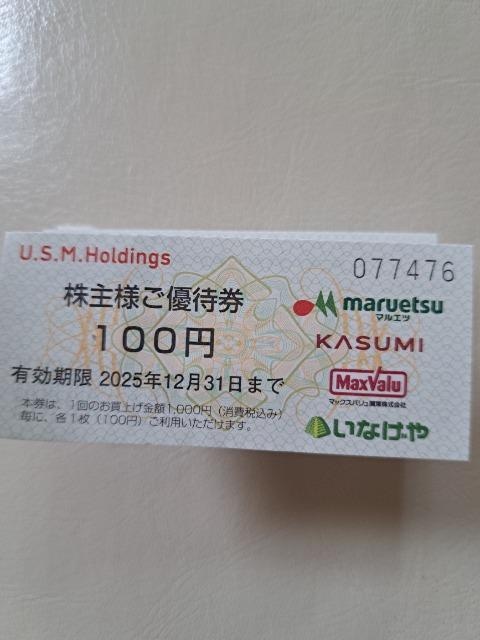 U.S.M.Holdings
077476
株主様ご優待券
100円
有効期限 2025年12月31日まで
本券は、1回のお買上げ金額1,000円（消費税込み）
毎に、各1枚（100円）ご利用いただけます。
maruetsu
マルエツ
KASUMI
MaxValu
マックスバリュ関東株式会社
いなげや